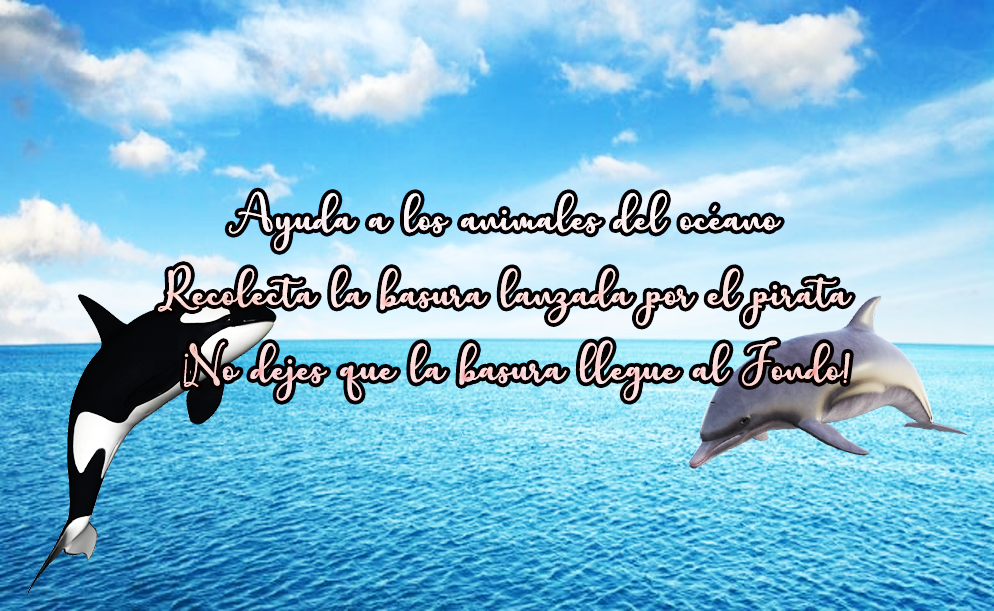 Ayuda a los animales del océano
Recolecta la basura lanzada por el pirata
¡No dejes que la basura llegue al Fondo!